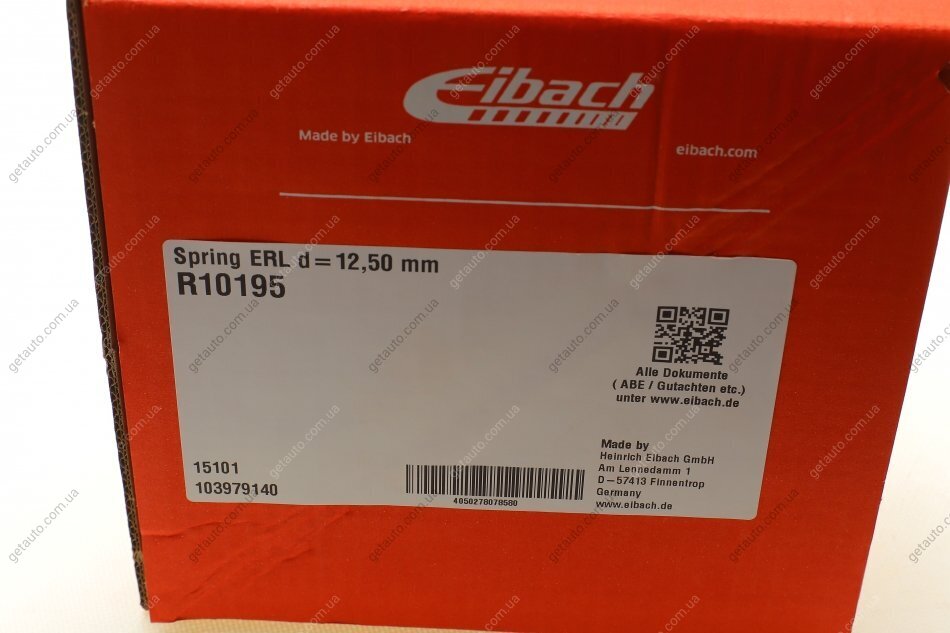 Eibach
Made by Eibach
eibach.com
Spring ERL d=12,50 mm
R10195
Alle Dokumente
( ABE / Gutachten etc.)
unter www.eibach.de
15101
103979140
4050278078580
Made by
Heinrich Eibach GmbH
Am Lennedamm 1
D-57413 Finnentrop
Germany
www.eibach.de
getauto.com.ua